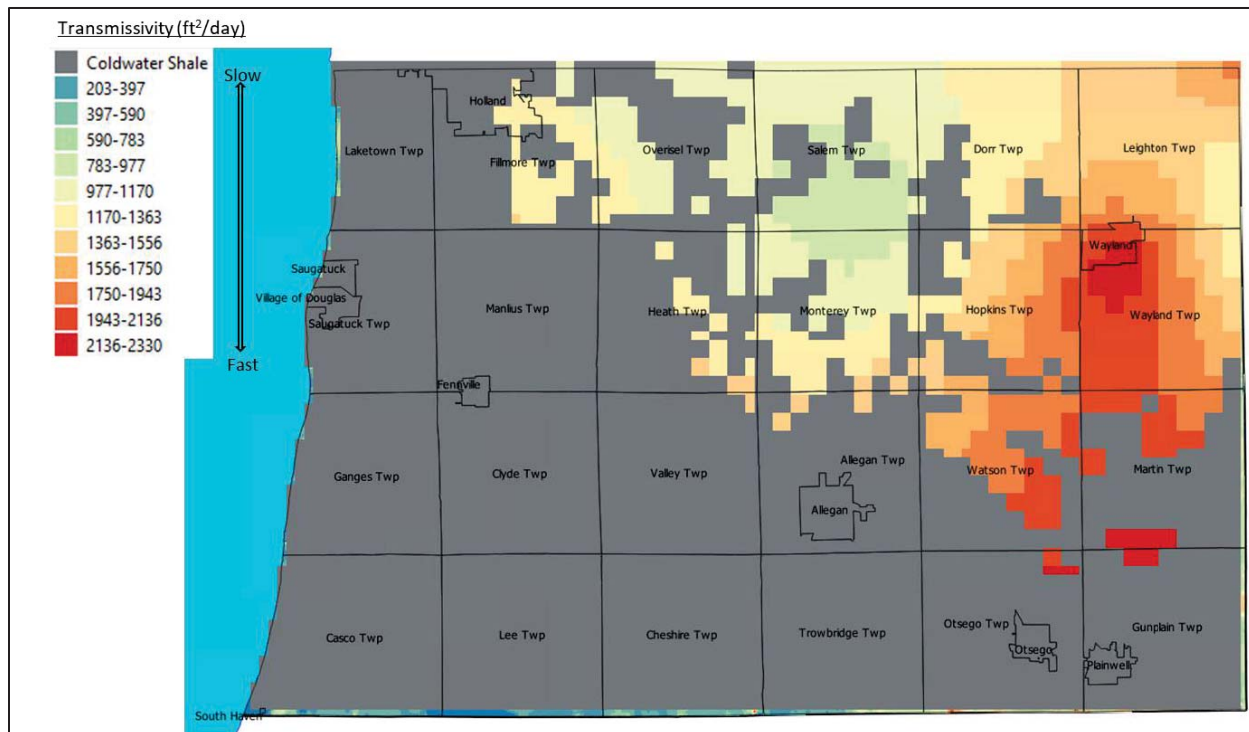 Transmissivity (ft²/day)
Coldwater Shale
203-397
397-590
590-783
783-977
977-1170
1170-1363
1363-1556
1556-1750
1750-1943
1943-2136
2136-2330
Slow
Fast
Holland
Laketown Twp
Fillmore Twp
Overisel Twp
Salem Twp
Dorr Twp
Leighton Twp
Wayland
Saugatuck
Village of Douglas
Saugatuck Twp
Manlius Twp
Heath Twp
Monterey Twp
Hopkins Twp
Wayland Twp
Fennville
Ganges Twp
Clyde Twp
Valley Twp
Allegan Twp
Allegan
Watson Twp
Martin Twp
Casco Twp
Lee Twp
Cheshire Twp
Trowbridge Twp
Otsego Twp
Otsego
Gunplain Twp
Plainwell
South Haven